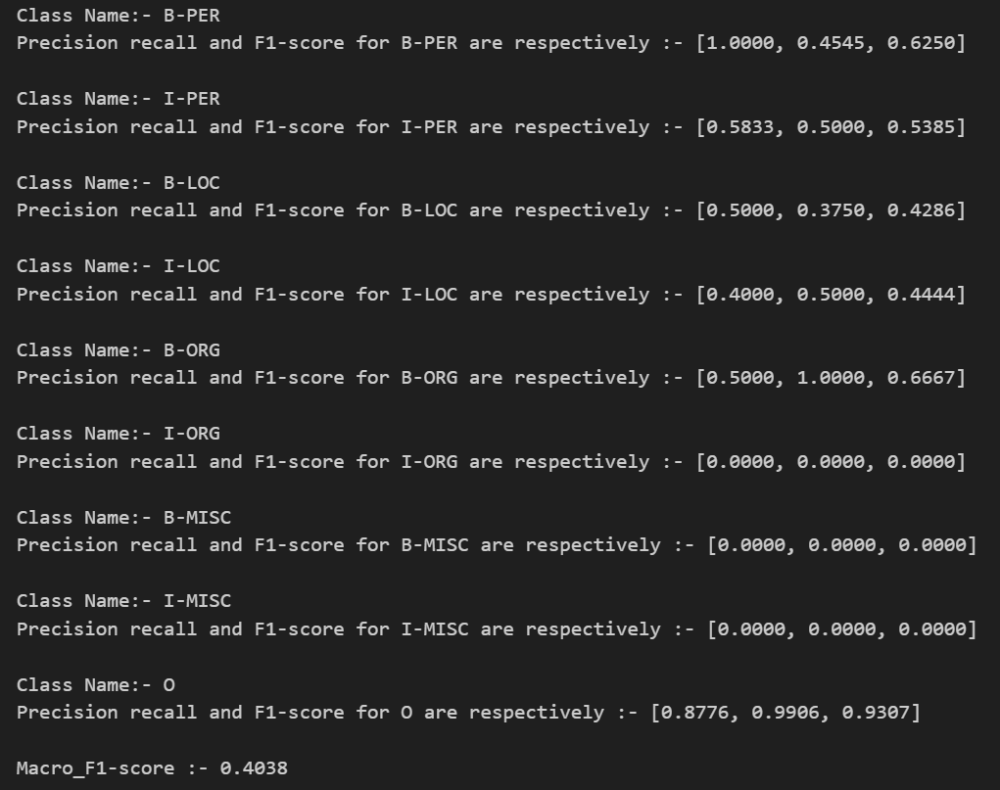 Class Name:- B-PER
Precision recall and F1-score for B-PER are respectively :- [1.0000, 0.4545, 0.6250]
Class Name:- I-PER
Precision recall and F1-score for I-PER are respectively :- [0.5833, 0.5000, 0.5385]
Class Name:- B-LOC
Precision recall and F1-score for B-LOC are respectively :- [0.5000, 0.3750, 0.4286]
Class Name:- I-LOC
Precision recall and F1-score for I-LOC are respectively :- [0.4000, 0.5000, 0.4444]
Class Name:- B-ORG
Precision recall and F1-score for B-ORG are respectively :- [0.5000, 1.0000, 0.6667]
Class Name:- I-ORG
Precision recall and F1-score for I-ORG are respectively :- [0.0000, 0.0000, 0.0000]
Class Name:- B-MISC
Precision recall and F1-score for B-MISC are respectively :- [0.0000, 0.0000, 0.0000]
Class Name:- I-MISC
Precision recall and F1-score for I-MISC are respectively :- [0.0000, 0.0000, 0.0000]
Class Name:- O
Precision recall and F1-score for O are respectively :- [0.8776, 0.9906, 0.9307]
Macro_F1-score :- 0.4038